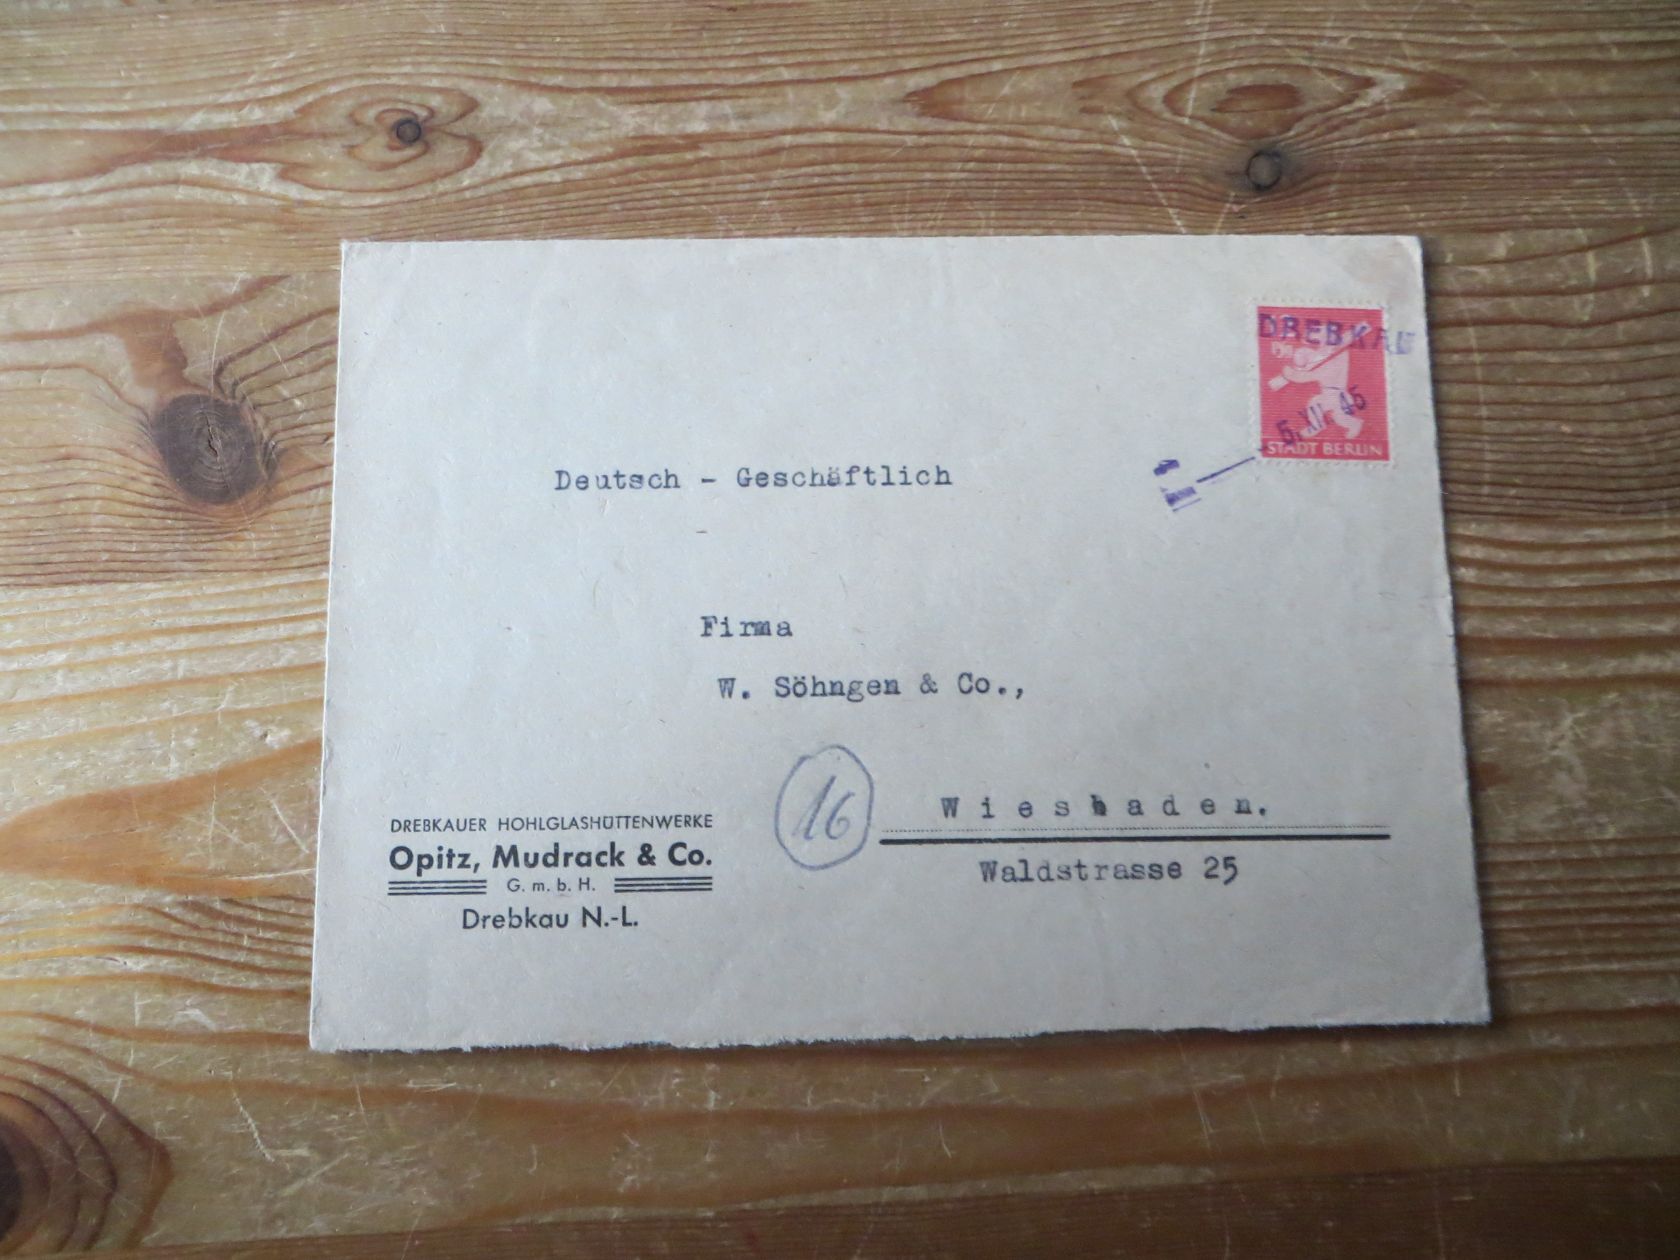 DREBKAU
5. XII. 45
STADT BERLIN
Deutsch - Geschäftlich
Firma
W. Söhngen & Co.,
16
Wiesbaden.
Waldstrasse 25
DREBKAUER HOHLGLASHÜTTENWERKE
Opitz, Mudrack & Co.
G. m. b. H.
Drebkau N.-L.